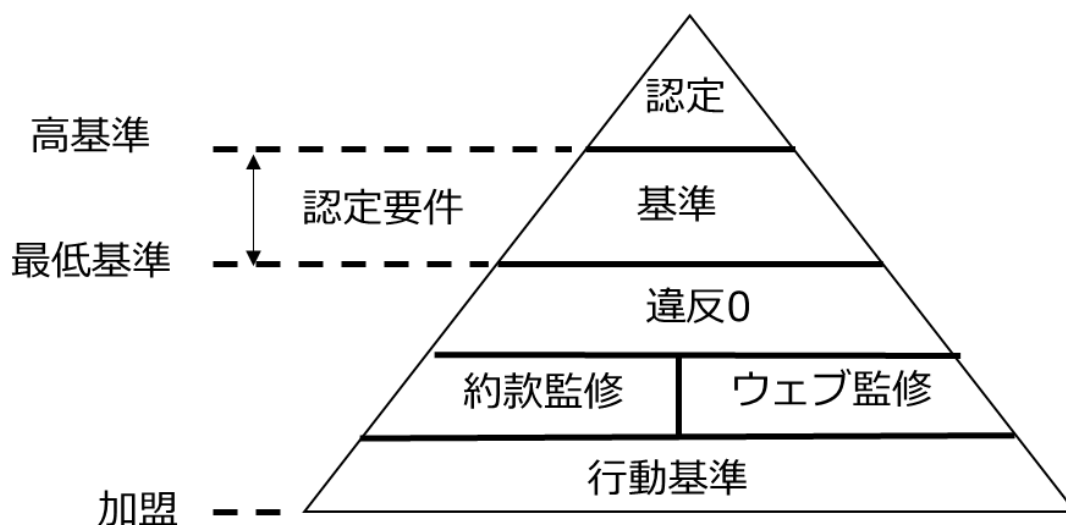 認定
高基準
認定要件
基準
最低基準
違反0
約款監修
ウェブ監修
行動基準
加盟